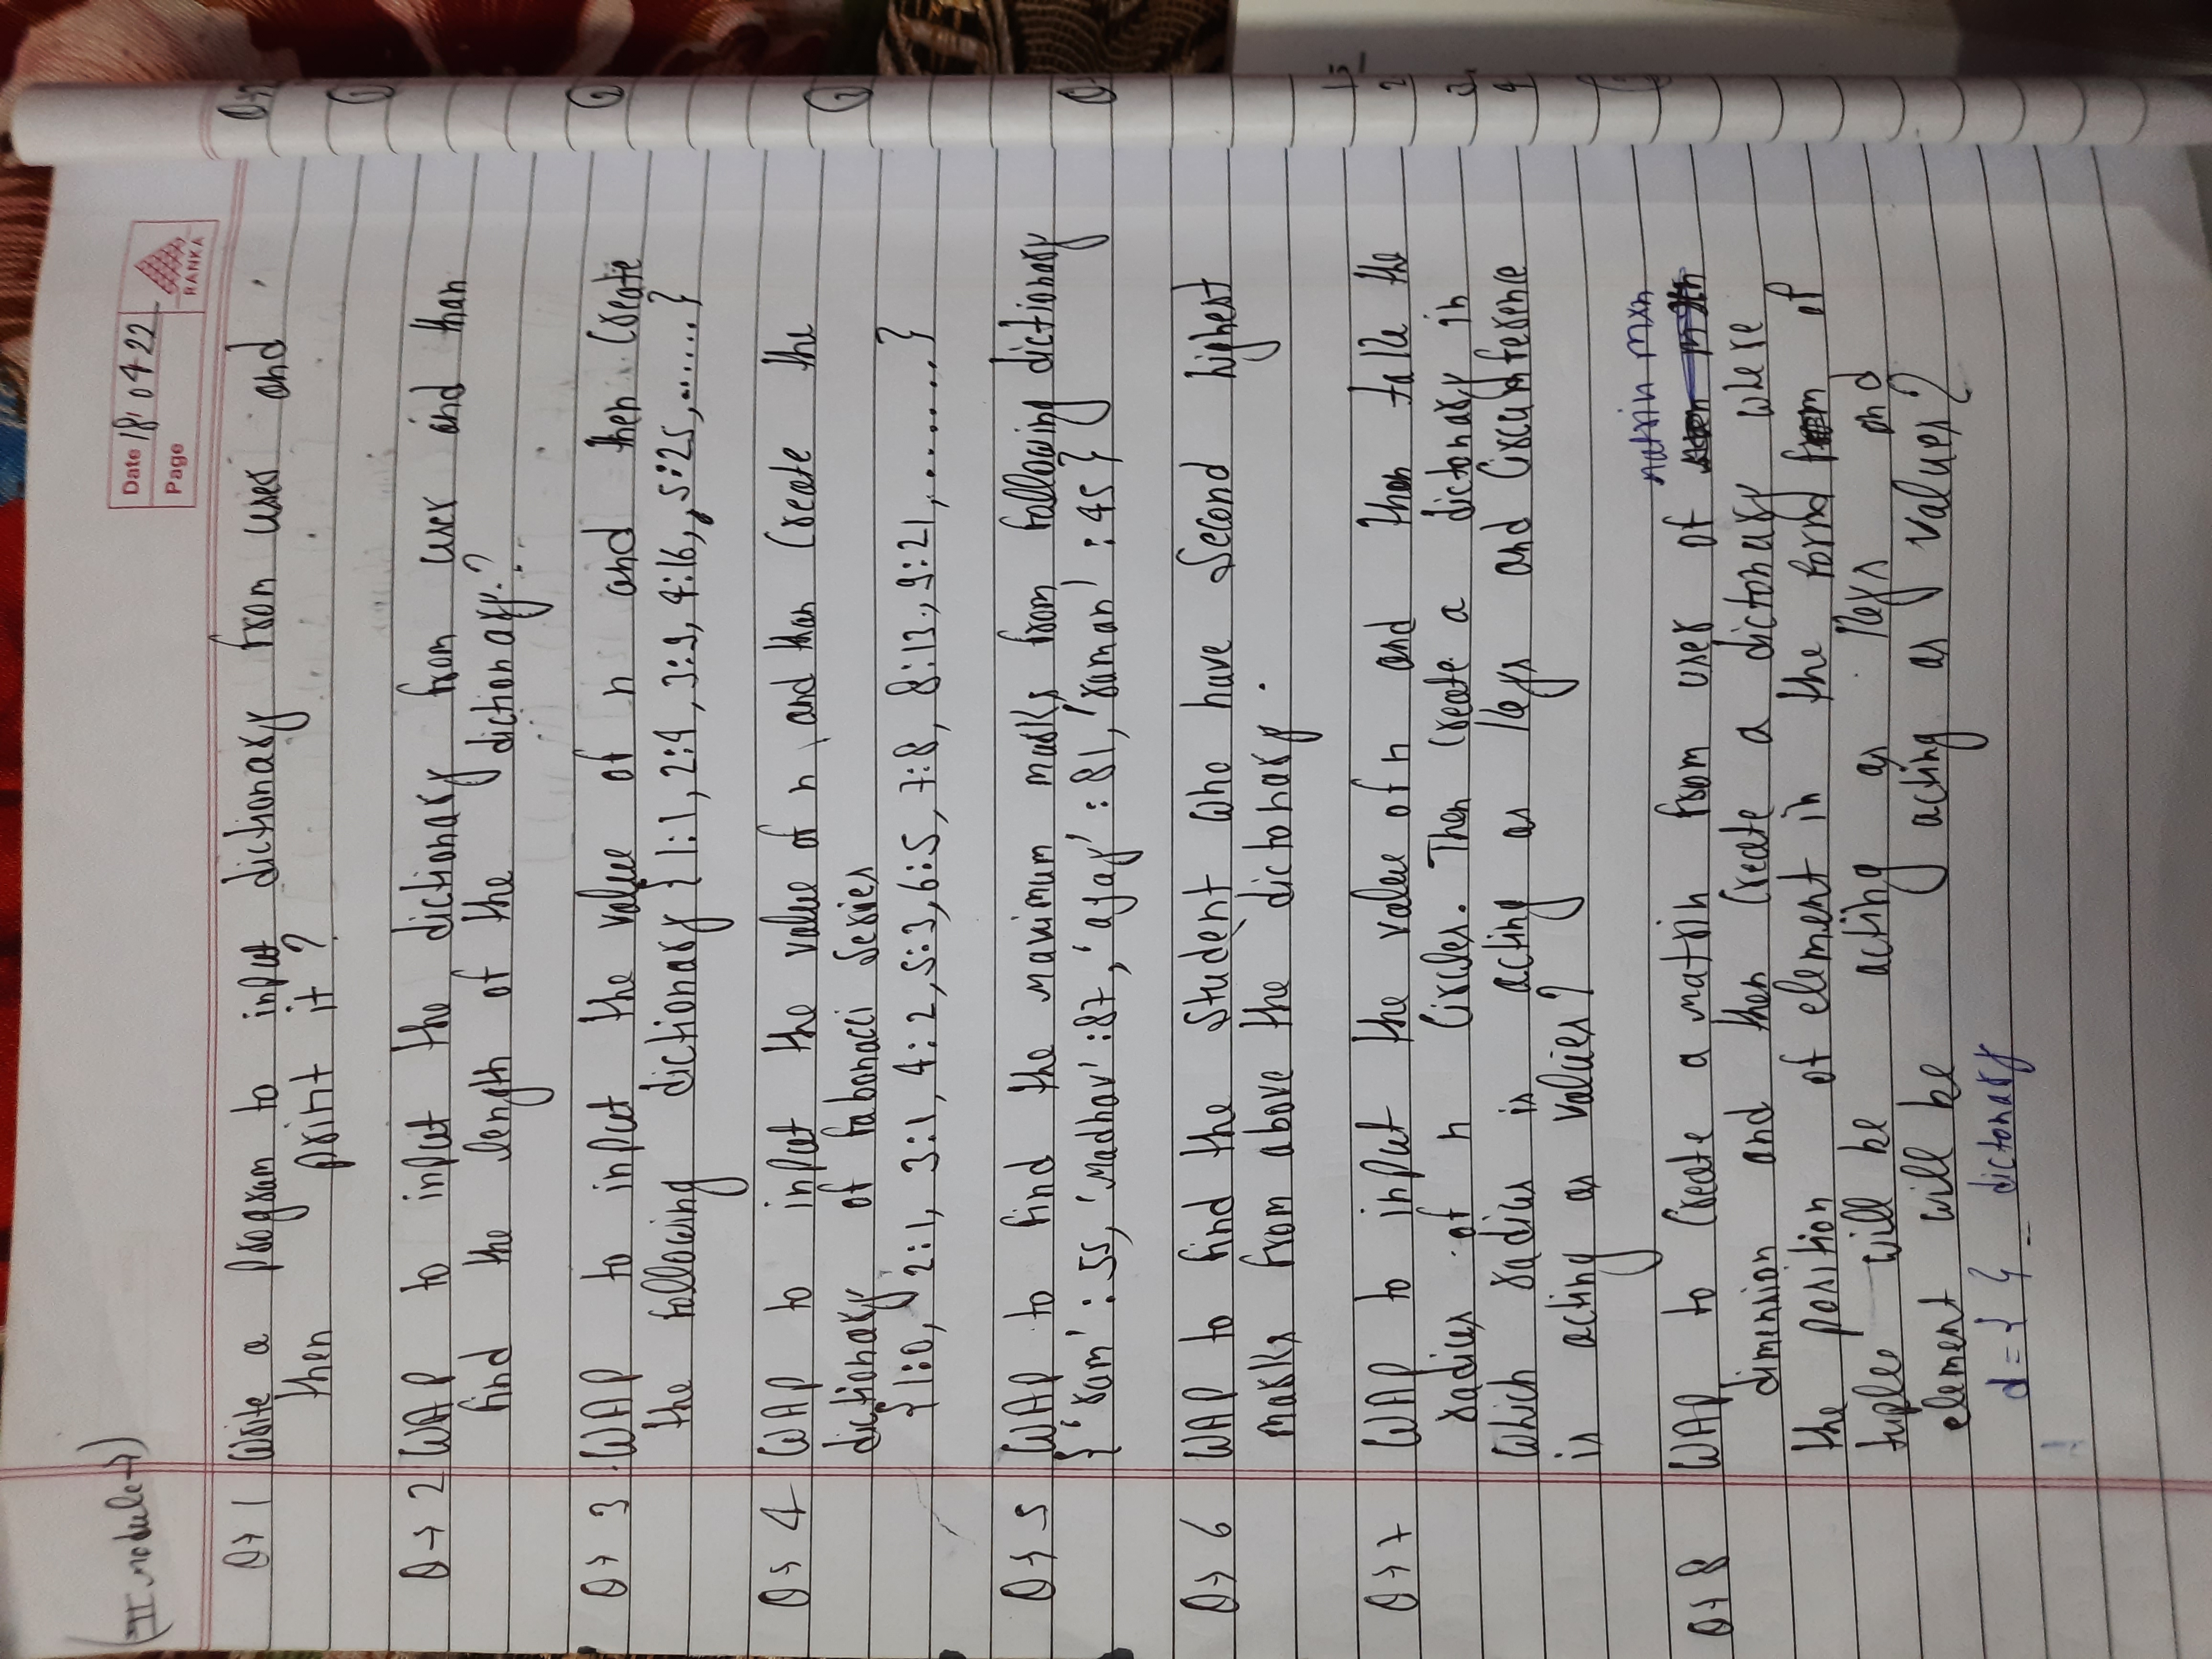 (II module →)
Date 18/04/22
Page
RANKA
Q→1 Write a program to input dictionary from user and
then print it ?
Q→2 WAP to input the dictionary from user and than
find the length of the dictionary.?
Q→3 WAP to input the value of n and then Create
the following dictionary {1:1, 2:4, 3:9, 4:16, 5:25,.......}
Q→4 WAP to input the value of n, and than Create the
dictionary of fabonacci Series
{1:0, 2:1, 3:1, 4:2, 5:3, 6:5, 7:8, 8:13, 9:21,........}
Q→5 WAP to find the maximum marks from following dictionary
{'ram' : 55, 'Madhav' :87, 'ajay' : 81, 'raman' : 45}
Q→6 WAP to find the Student Who have Second highest
marks from above the dictonary.
Q→7 WAP to input the value of n and then take the
radius of n Circles. Then Create a dictonary in
Which radius is acting as keys and Circumference
is acting as values?
matrix mxn
Q→8 WAP to Create a matrix from user of
dimension and then Create a dictonary where
the position of element in the form of
tuples will be acting as keys and
element will be acting as values?
d = { } dictonary